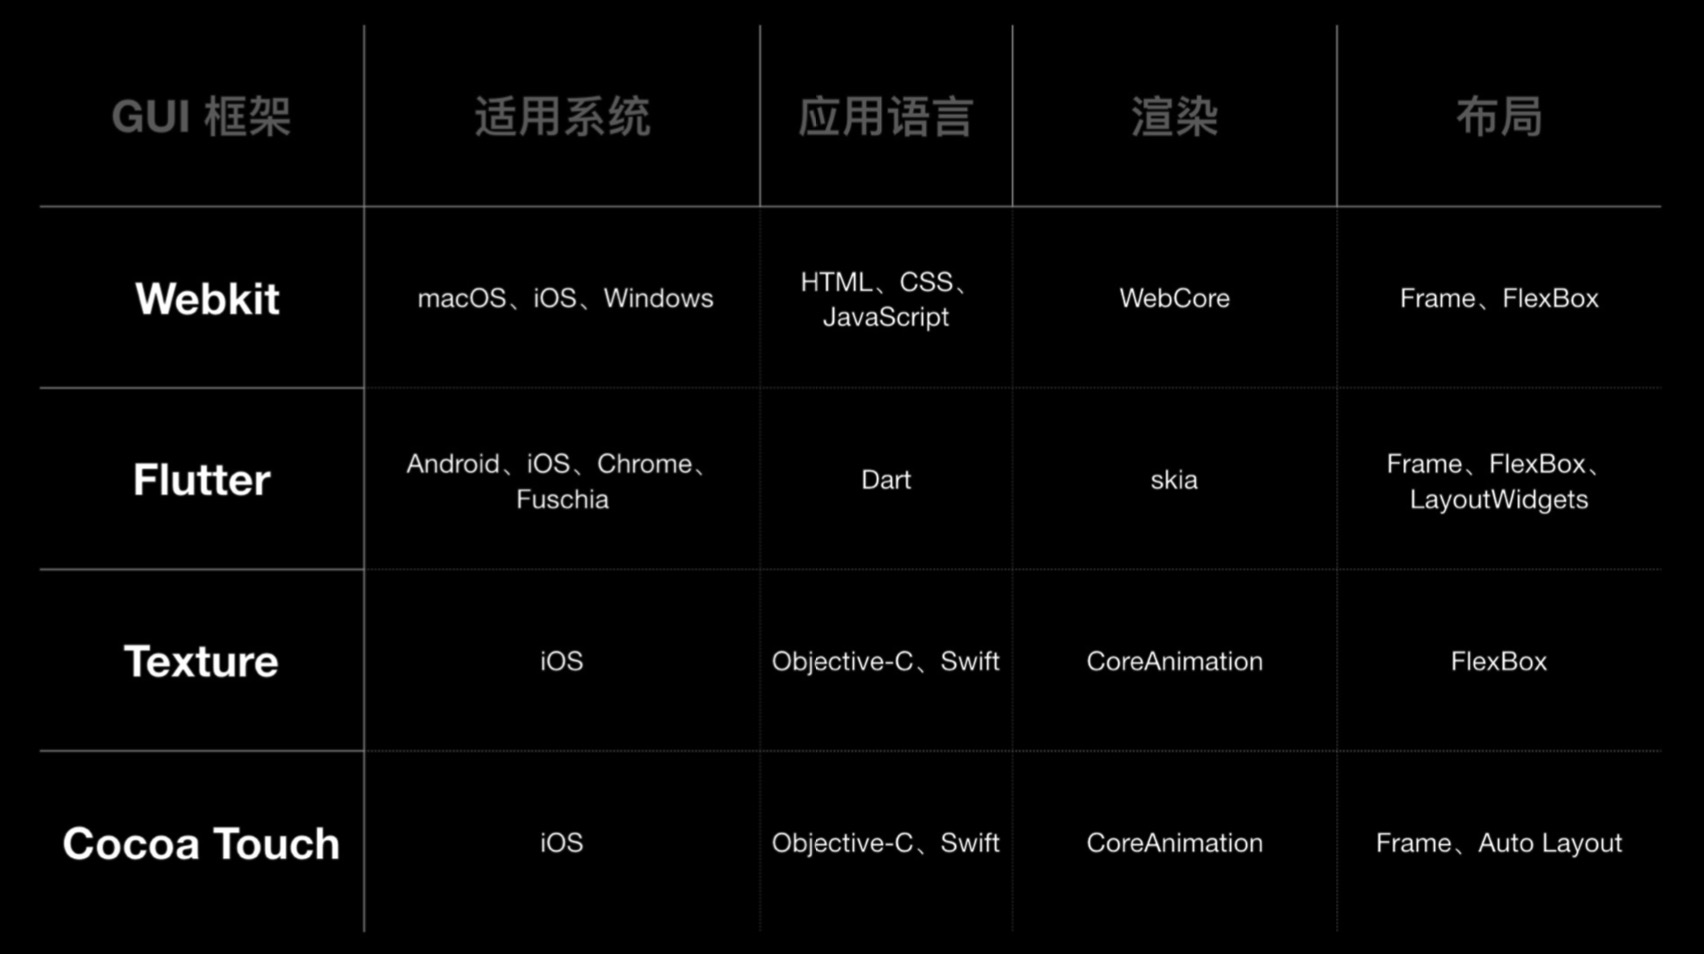 GUI 框架 适用系统 应用语言 渲染 布局
Webkit macOS、iOS、Windows HTML、CSS、 WebCore Frame、FlexBox
JavaScript
Flutter Android、iOS、Chrome、 Dart skia Frame、FlexBox、
Fuschia LayoutWidgets
Texture iOS Objective-C、Swift CoreAnimation FlexBox
Cocoa Touch iOS Objective-C、Swift CoreAnimation Frame、Auto Layout